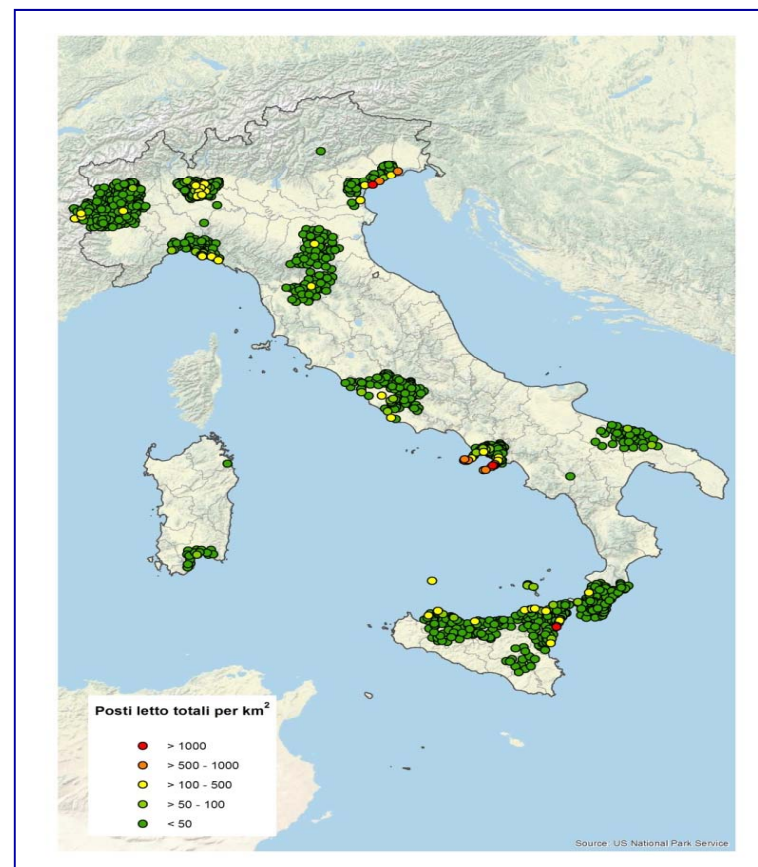 Posti letto totali per km²
> 1000
> 500 - 1000
> 100 - 500
> 50 - 100
< 50
Source: US National Park Service